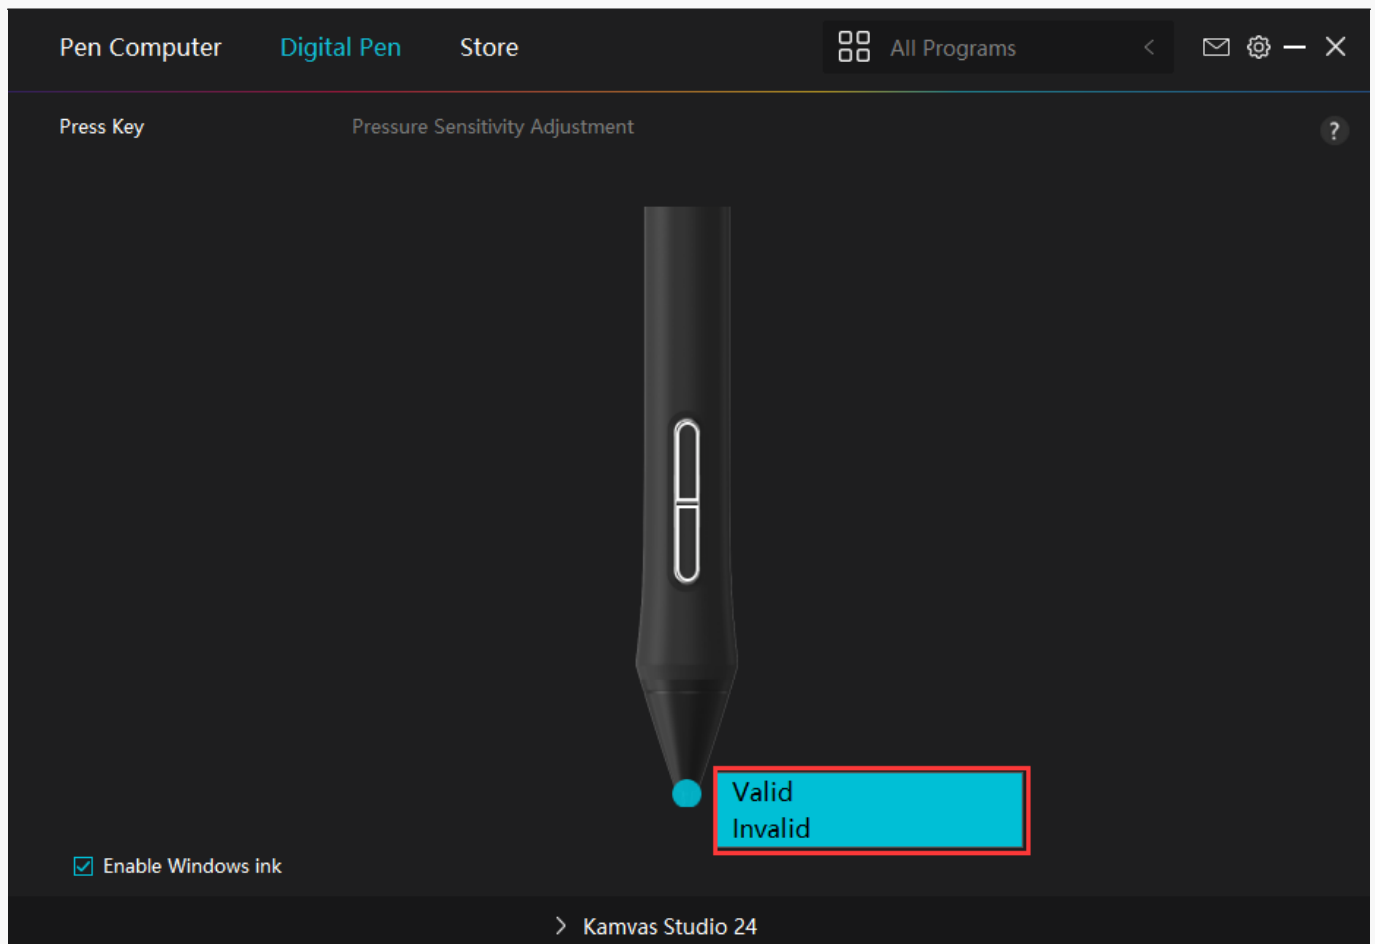 Pen Computer Digital Pen Store All Programs
Press Key Pressure Sensitivity Adjustment ?
Valid
Invalid
Enable Windows ink
Kamvas Studio 24